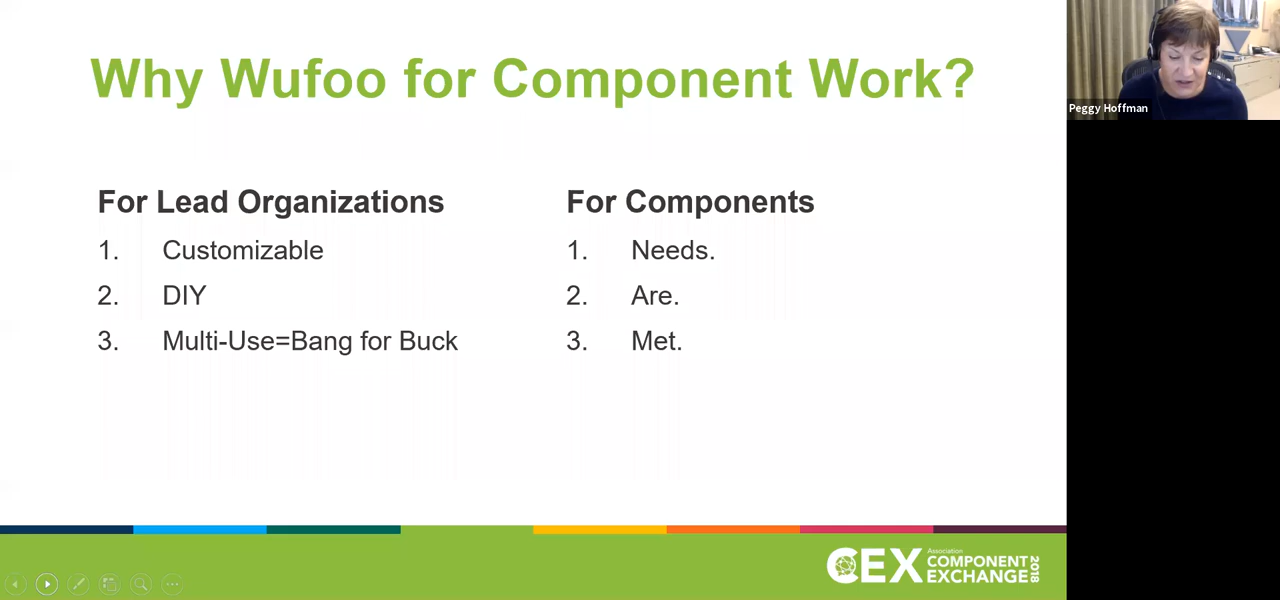 Why Wufoo for Component Work?
For Lead Organizations
1. Customizable
2. DIY
3. Multi-Use=Bang for Buck
For Components
1. Needs.
2. Are.
3. Met.
Peggy Hoffman
CEX
Association
COMPONENT
EXCHANGE
2018